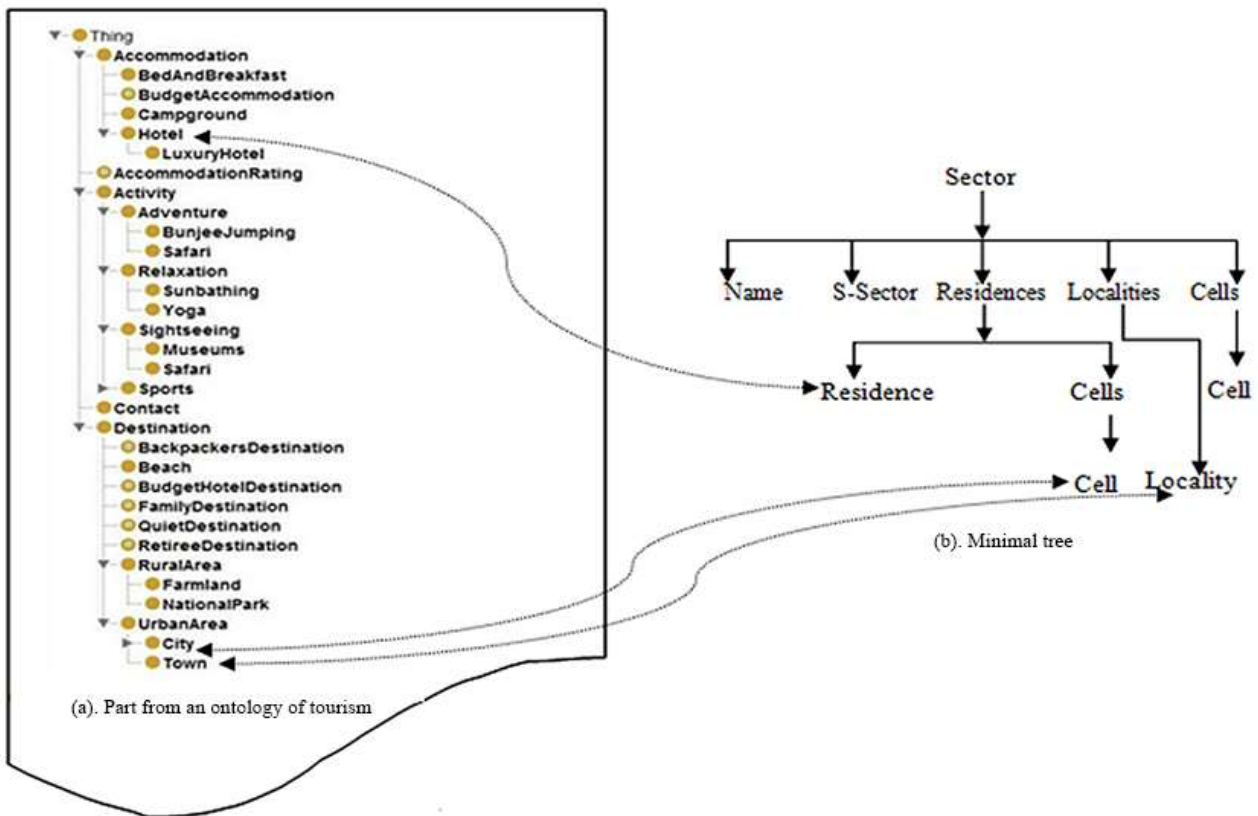 Thing
Accommodation
BedAndBreakfast
BudgetAccommodation
Campground
Hotel
LuxuryHotel
AccommodationRating
Activity
Adventure
BunjeeJumping
Safari
Relaxation
Sunbathing
Yoga
Sightseeing
Museums
Safari
Sports
Contact
Destination
BackpackersDestination
Beach
BudgetHotelDestination
FamilyDestination
QuietDestination
RetireeDestination
RuralArea
Farmland
NationalPark
UrbanArea
City
Town
(a). Part from an ontology of tourism
Sector
Name S-Sector Residences Localities Cells
Residence Cells Cell
Cell Locality
(b). Minimal tree